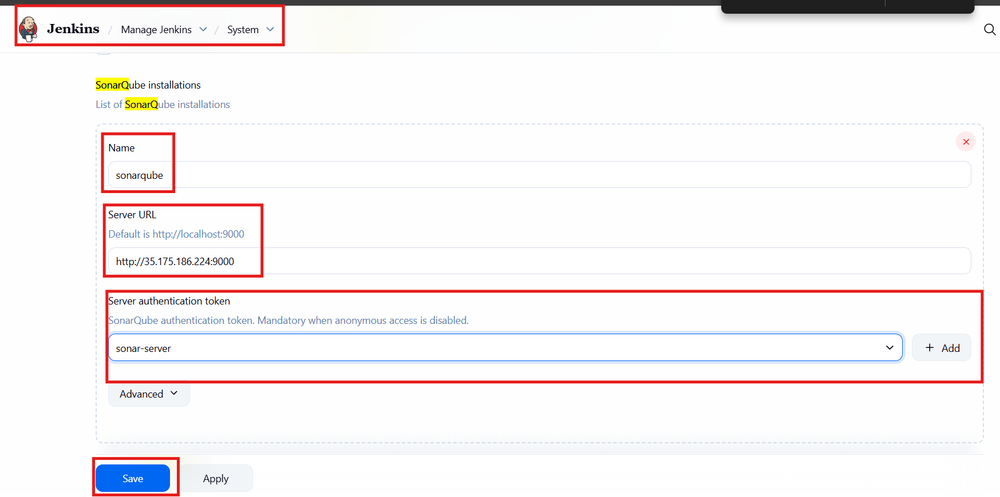 Jenkins / Manage Jenkins / System
SonarQube installations
List of SonarQube installations
Name
sonarqube
Server URL
Default is http://localhost:9000
http://35.175.186.224:9000
Server authentication token
SonarQube authentication token. Mandatory when anonymous access is disabled.
sonar-server
+ Add
Advanced
Save Apply